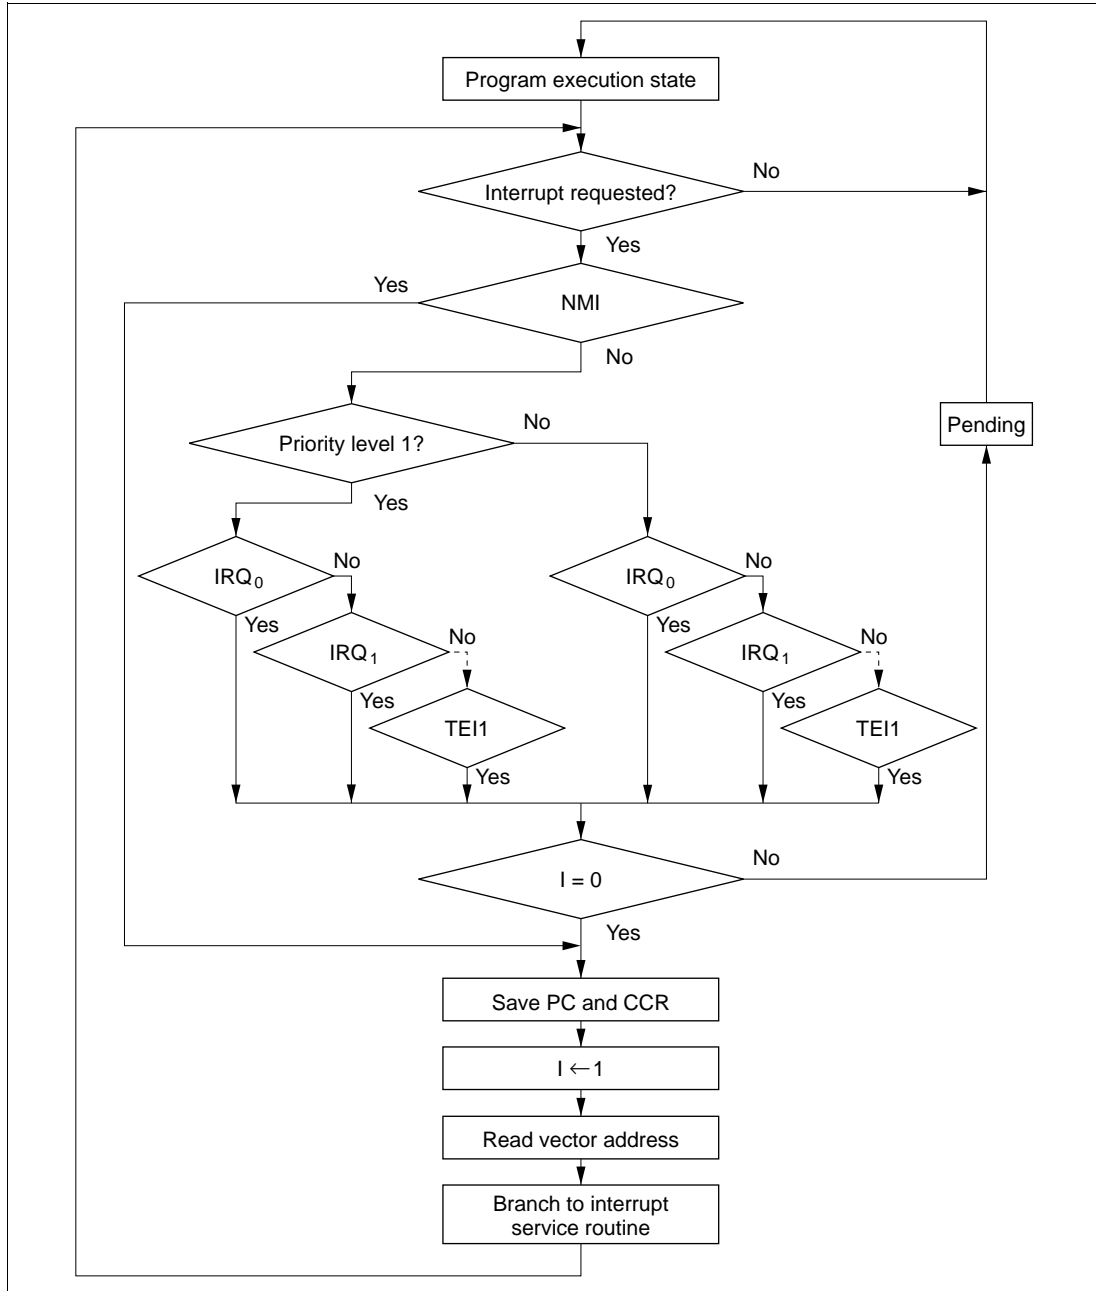 Program execution state
Interrupt requested?
No
Yes
Yes
NMI
No
Priority level 1?
No
Pending
Yes
IRQ0
No
IRQ0
No
Yes
IRQ1
No
Yes
IRQ1
No
Yes
TEI1
Yes
TEI1
Yes
Yes
I = 0
No
Yes
Save PC and CCR
I ← 1
Read vector address
Branch to interrupt
service routine